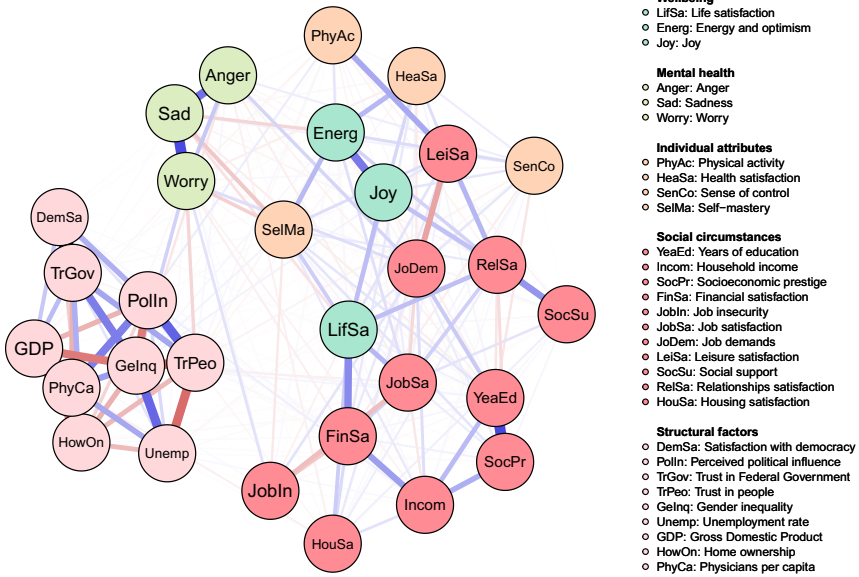 PhyAc
HeaSa
Anger
Sad
Energ
LeiSa
SenCo
Worry
Joy
SelMa
DemSa
TrGov
PolIn
JoDem
RelSa
SocSu
LifSa
GDP
GeInq
TrPeo
PhyCa
JobSa
YeaEd
HowOn
Unemp
FinSa
SocPr
JobIn
Incom
HouSa
Wellbeing
LifSa: Life satisfaction
Energ: Energy and optimism
Joy: Joy
Mental health
Anger: Anger
Sad: Sadness
Worry: Worry
Individual attributes
PhyAc: Physical activity
HeaSa: Health satisfaction
SenCo: Sense of control
SelMa: Self−mastery
Social circumstances
YeaEd: Years of education
Incom: Household income
SocPr: Socioeconomic prestige
FinSa: Financial satisfaction
JobIn: Job insecurity
JobSa: Job satisfaction
JoDem: Job demands
LeiSa: Leisure satisfaction
SocSu: Social support
RelSa: Relationships satisfaction
HouSa: Housing satisfaction
Structural factors
DemSa: Satisfaction with democracy
PolIn: Perceived political influence
TrGov: Trust in Federal Government
TrPeo: Trust in people
GeInq: Gender inequality
Unemp: Unemployment rate
GDP: Gross Domestic Product
HowOn: Home ownership
PhyCa: Physicians per capita